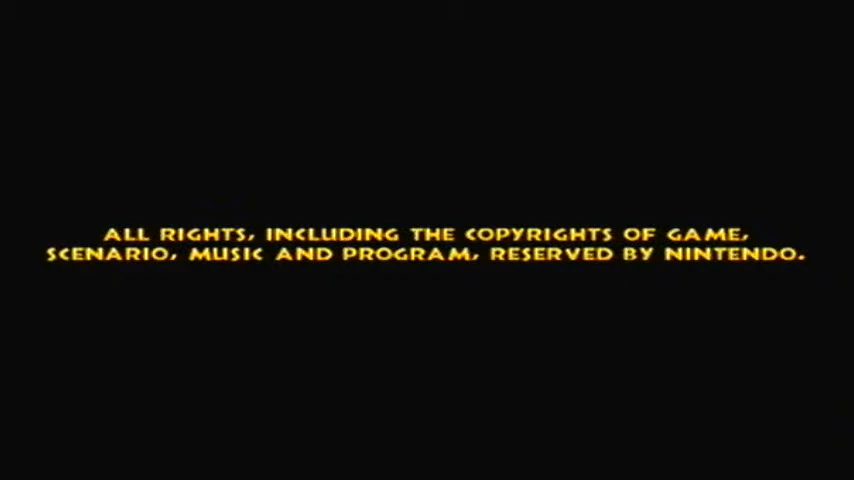 ALL RIGHTS, INCLUDING THE COPYRIGHTS OF GAME,
SCENARIO, MUSIC AND PROGRAM, RESERVED BY NINTENDO.